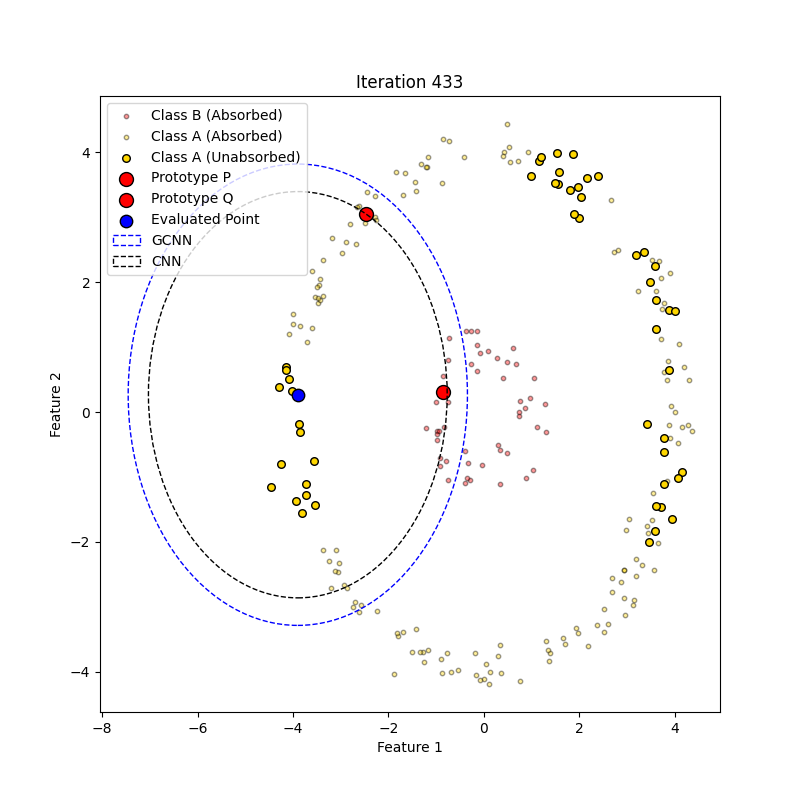 Iteration 433
Class B (Absorbed)
Class A (Absorbed)
Class A (Unabsorbed)
Prototype P
Prototype Q
Evaluated Point
GCNN
CNN
4
2
0
−2
−4
Feature 2
−8
−6
−4
−2
0
2
4
Feature 1